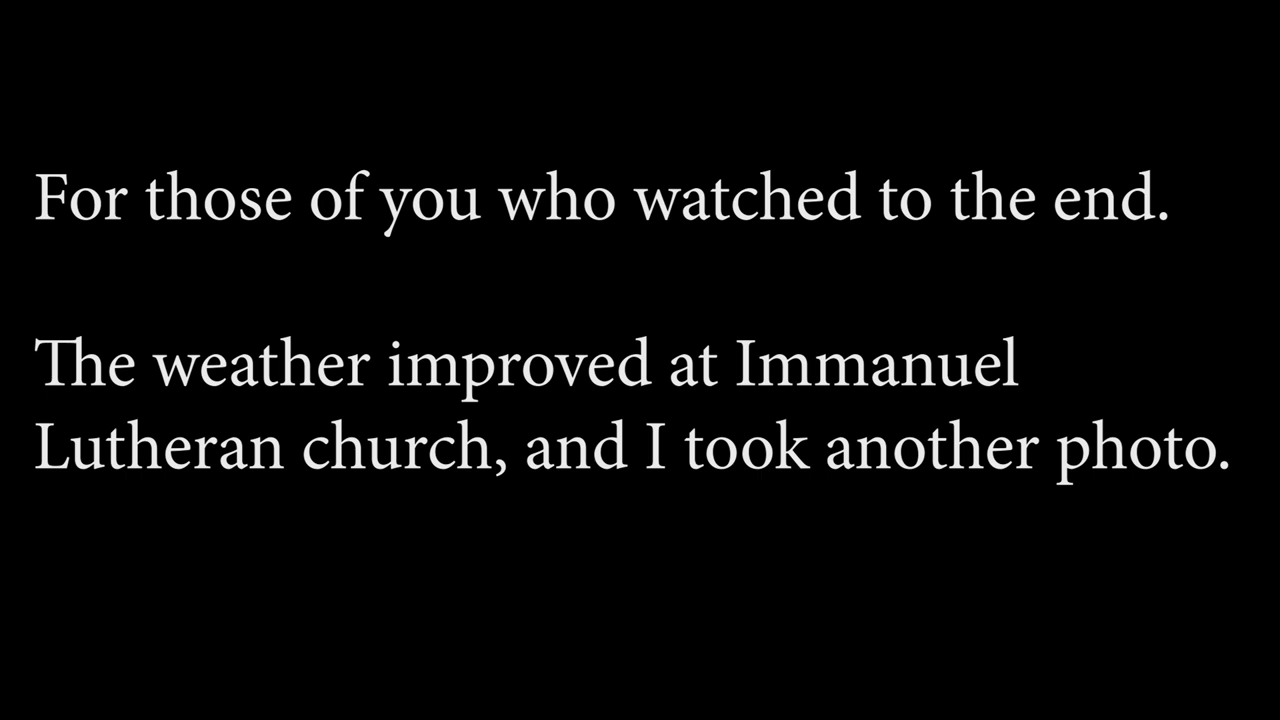 For those of you who watched to the end.
The weather improved at Immanuel
Lutheran church, and I took another photo.